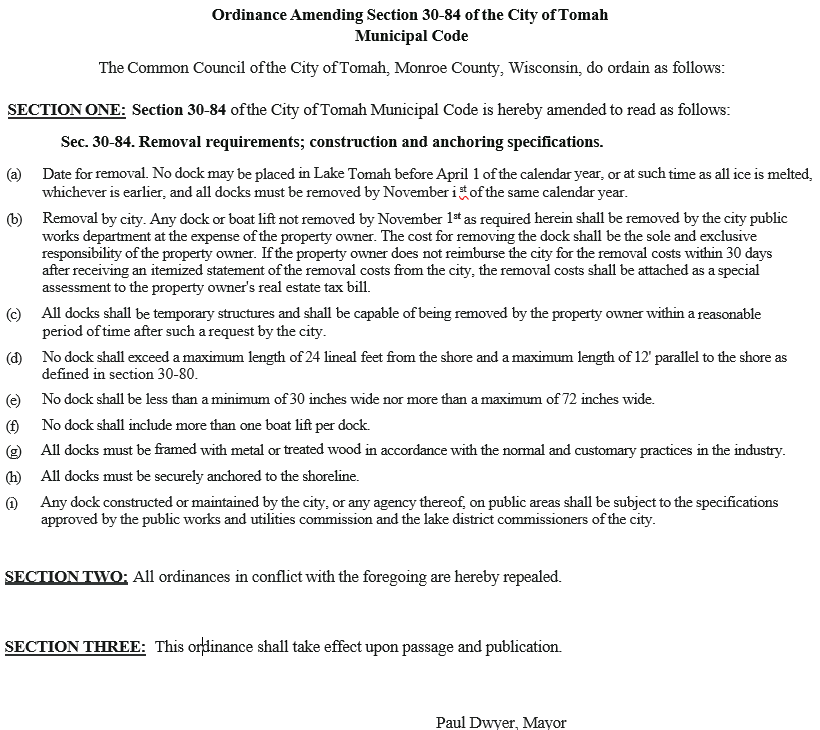 Ordinance Amending Section 30-84 of the City of Tomah
Municipal Code
The Common Council of the City of Tomah, Monroe County, Wisconsin, do ordain as follows:
SECTION ONE: Section 30-84 of the City of Tomah Municipal Code is hereby amended to read as follows:
Sec. 30-84. Removal requirements; construction and anchoring specifications.
(a) Date for removal. No dock may be placed in Lake Tomah before April 1 of the calendar year, or at such time as all ice is melted,
whichever is earlier, and all docks must be removed by November i st of the same calendar year.
(b) Removal by city. Any dock or boat lift not removed by November 1st as required herein shall be removed by the city public
works department at the expense of the property owner. The cost for removing the dock shall be the sole and exclusive
responsibility of the property owner. If the property owner does not reimburse the city for the removal costs within 30 days
after receiving an itemized statement of the removal costs from the city, the removal costs shall be attached as a special
assessment to the property owner's real estate tax bill.
(c) All docks shall be temporary structures and shall be capable of being removed by the property owner within a reasonable
period of time after such a request by the city.
(d) No dock shall exceed a maximum length of 24 lineal feet from the shore and a maximum length of 12' parallel to the shore as
defined in section 30-80.
(e) No dock shall be less than a minimum of 30 inches wide nor more than a maximum of 72 inches wide.
(f) No dock shall include more than one boat lift per dock.
(g) All docks must be framed with metal or treated wood in accordance with the normal and customary practices in the industry.
(h) All docks must be securely anchored to the shoreline.
(i) Any dock constructed or maintained by the city, or any agency thereof, on public areas shall be subject to the specifications
approved by the public works and utilities commission and the lake district commissioners of the city.
SECTION TWO: All ordinances in conflict with the foregoing are hereby repealed.
SECTION THREE: This ordinance shall take effect upon passage and publication.
Paul Dwyer, Mayor